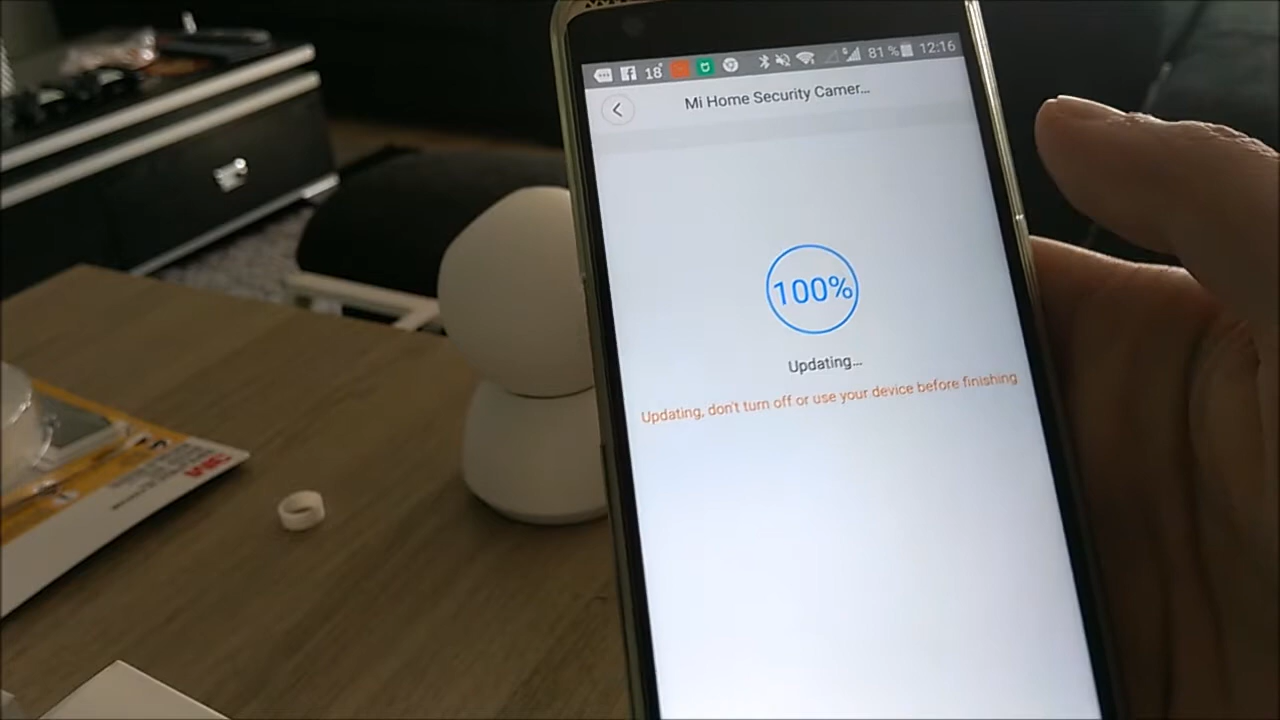 18° 81% 12:16
Mi Home Security Camer...
100%
Updating...
Updating, don't turn off or use your device before finishing
3M